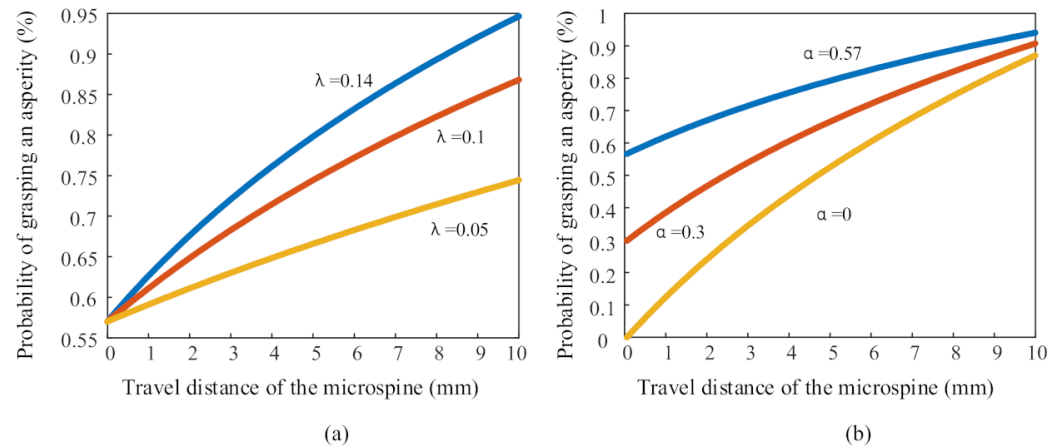 Probability of grasping an asperity (%)
0.95
0.9
0.85
0.8
0.75
0.7
0.65
0.6
0.55
λ=0.14
λ=0.1
λ=0.05
0 1 2 3 4 5 6 7 8 9 10
Travel distance of the microspine (mm)
(a)
Probability of grasping an asperity (%)
1
0.9
0.8
0.7
0.6
0.5
0.4
0.3
0.2
0.1
0
α=0.57
α=0.3
α=0
0 1 2 3 4 5 6 7 8 9 10
Travel distance of the microspine (mm)
(b)